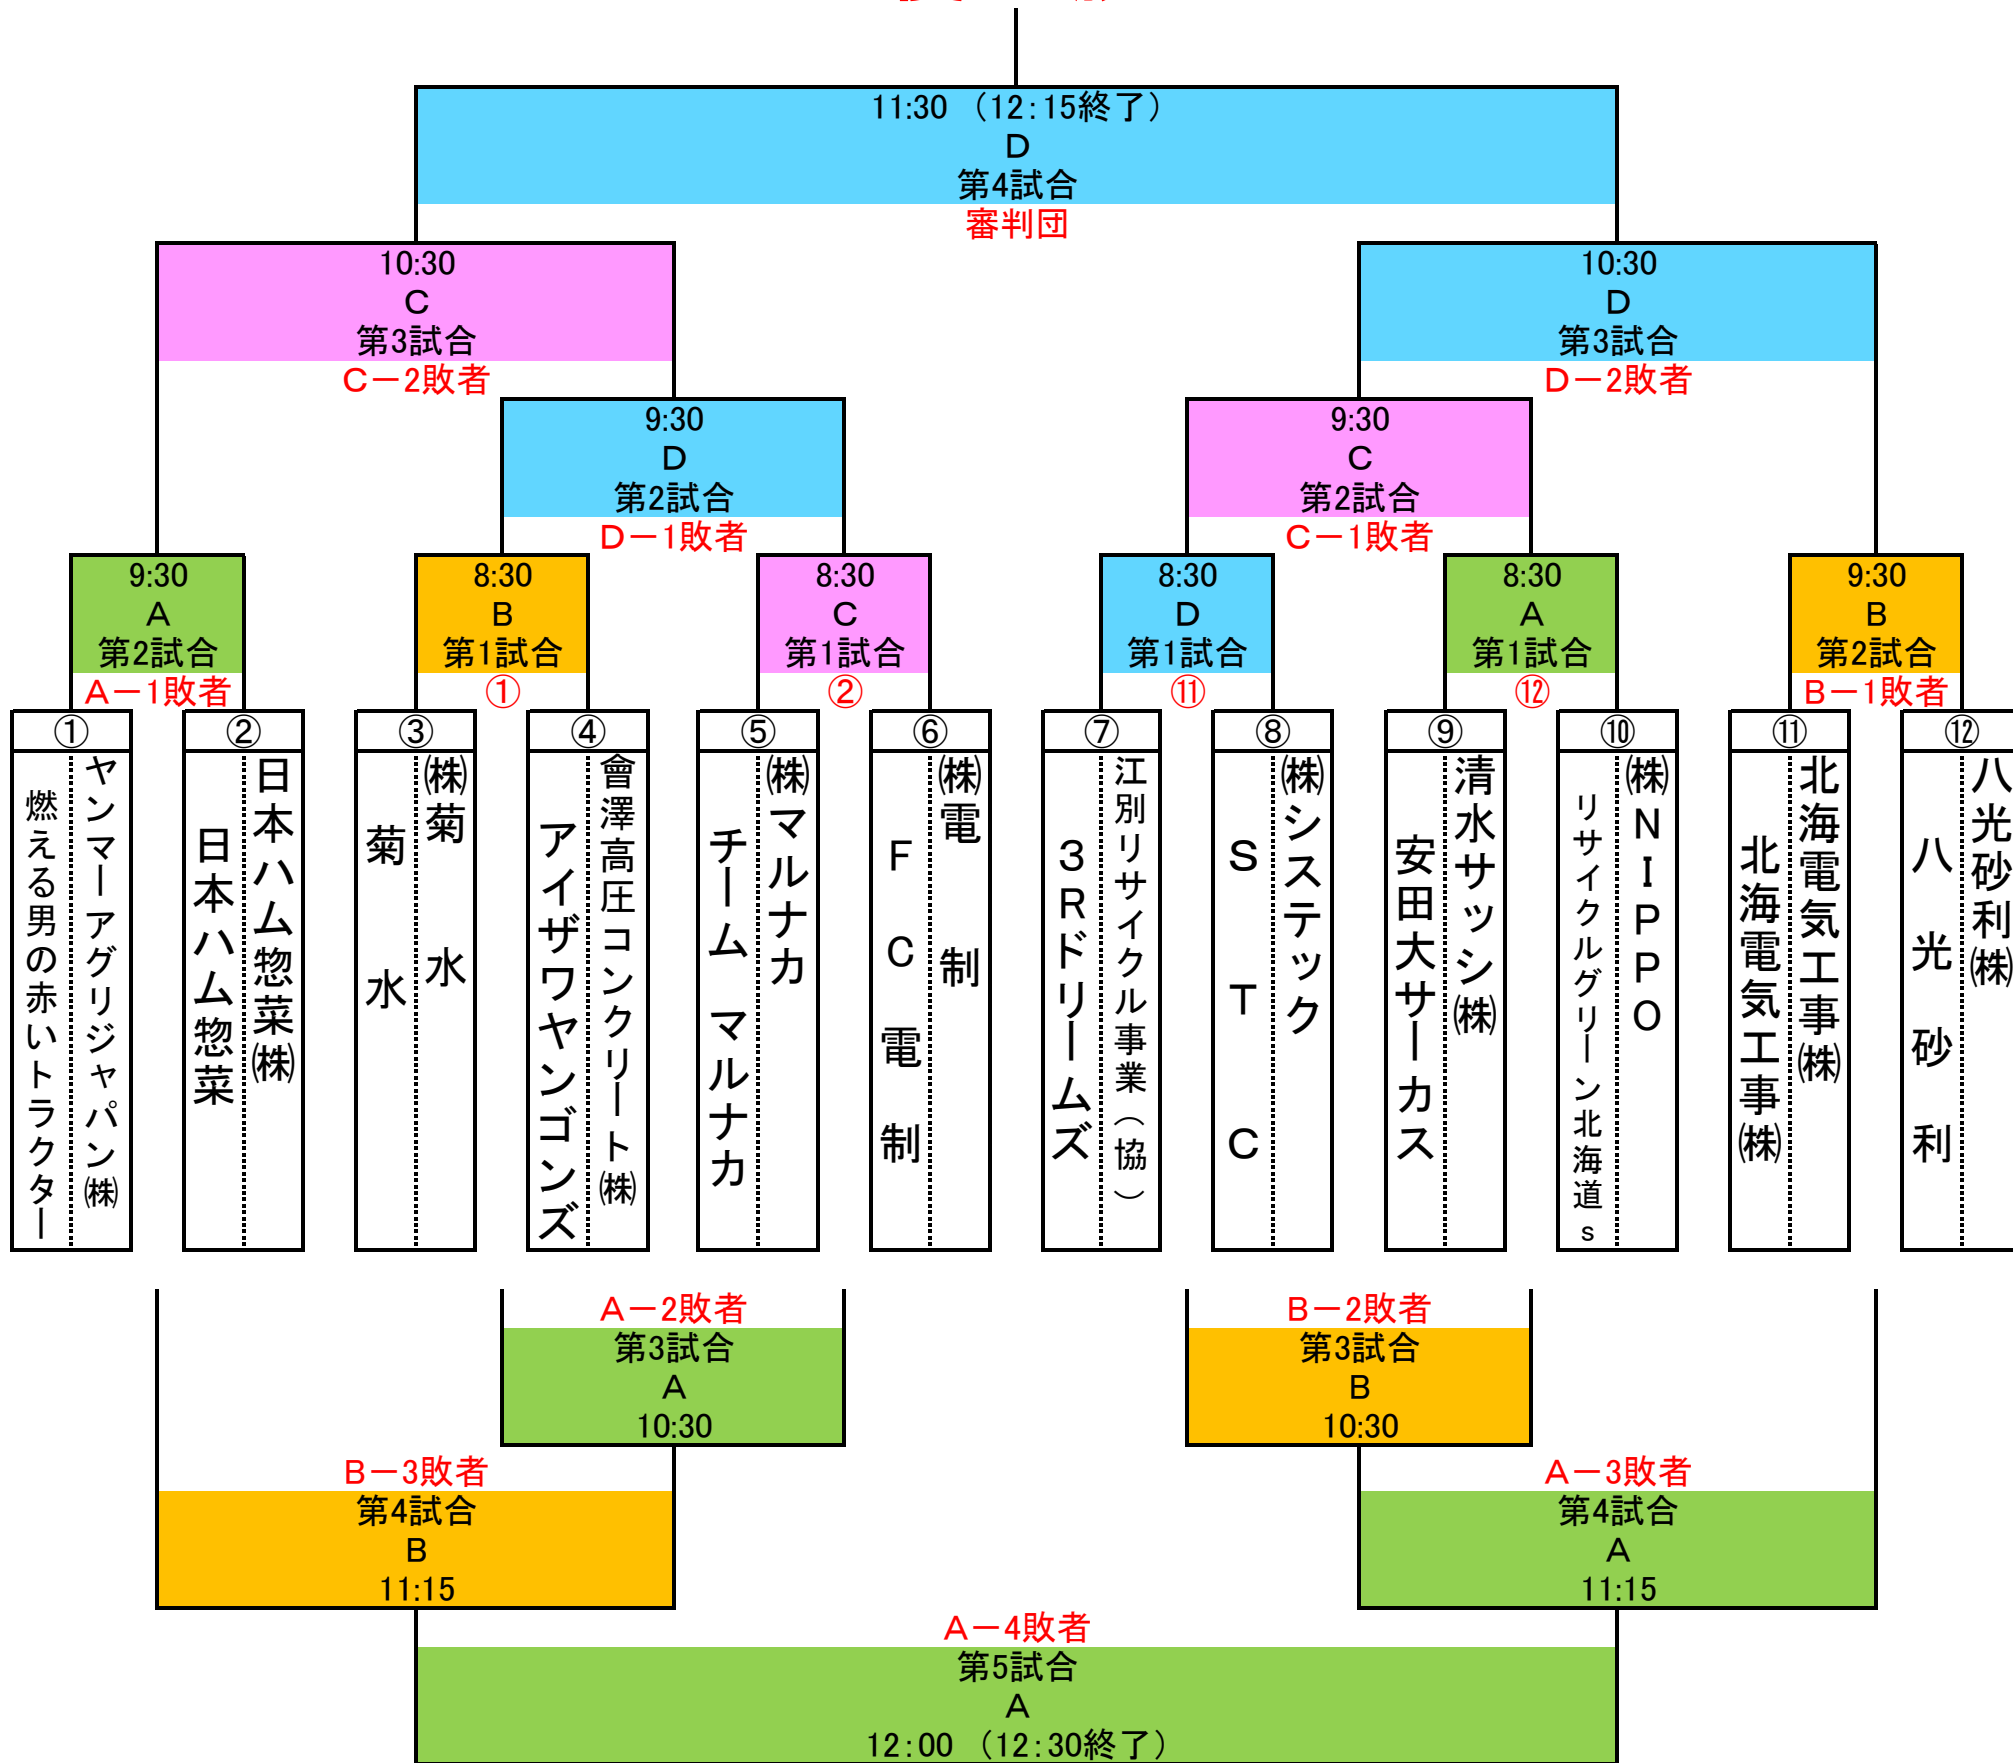 11:30 （12:15終了）
D
第4試合
審判団
10:30
C
第3試合
C－2敗者
10:30
D
第3試合
D－2敗者
9:30
D
第2試合
D－1敗者
9:30
C
第2試合
C－1敗者
9:30
A
第2試合
A－1敗者
8:30
B
第1試合
①
8:30
C
第1試合
②
8:30
D
第1試合
⑪
8:30
A
第1試合
⑫
9:30
B
第2試合
B－1敗者
①
ヤンマーアグリジャパン㈱
燃える男の赤いトラクター
②
日本ハム惣菜㈱
日本ハム惣菜
③
㈱菊水
菊水
④
會澤高圧コンクリート㈱
アイザワヤンゴンズ
⑤
㈱マルナカ
チーム マルナカ
⑥
㈱電制
FC電制
⑦
江別リサイクル事業（協）
3Rドリームズ
⑧
㈱システック
STC
⑨
清水サッシ㈱
安田大サーカス
⑩
㈱NIPPO
リサイクルグリーン北海道s
⑪
北海電気工事㈱
北海電気工事㈱
⑫
八光砂利㈱
八光砂利
A－2敗者
第3試合
A
10:30
B－2敗者
第3試合
B
10:30
B－3敗者
第4試合
B
11:15
A－3敗者
第4試合
A
11:15
A－4敗者
第5試合
A
12:00 （12:30終了）